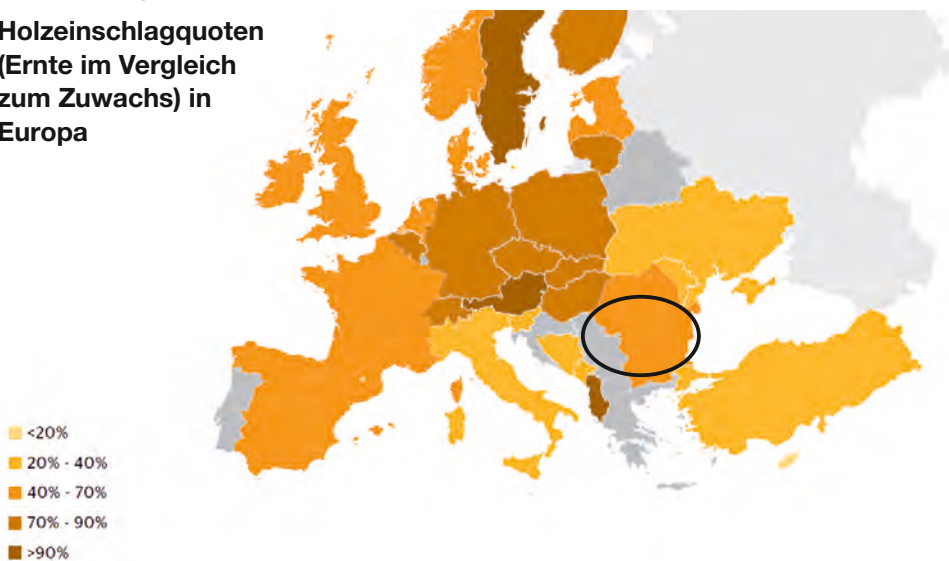 Holzeinschlagquoten
(Ernte im Vergleich
zum Zuwachs) in
Europa
<20%
20% - 40%
40% - 70%
70% - 90%
>90%